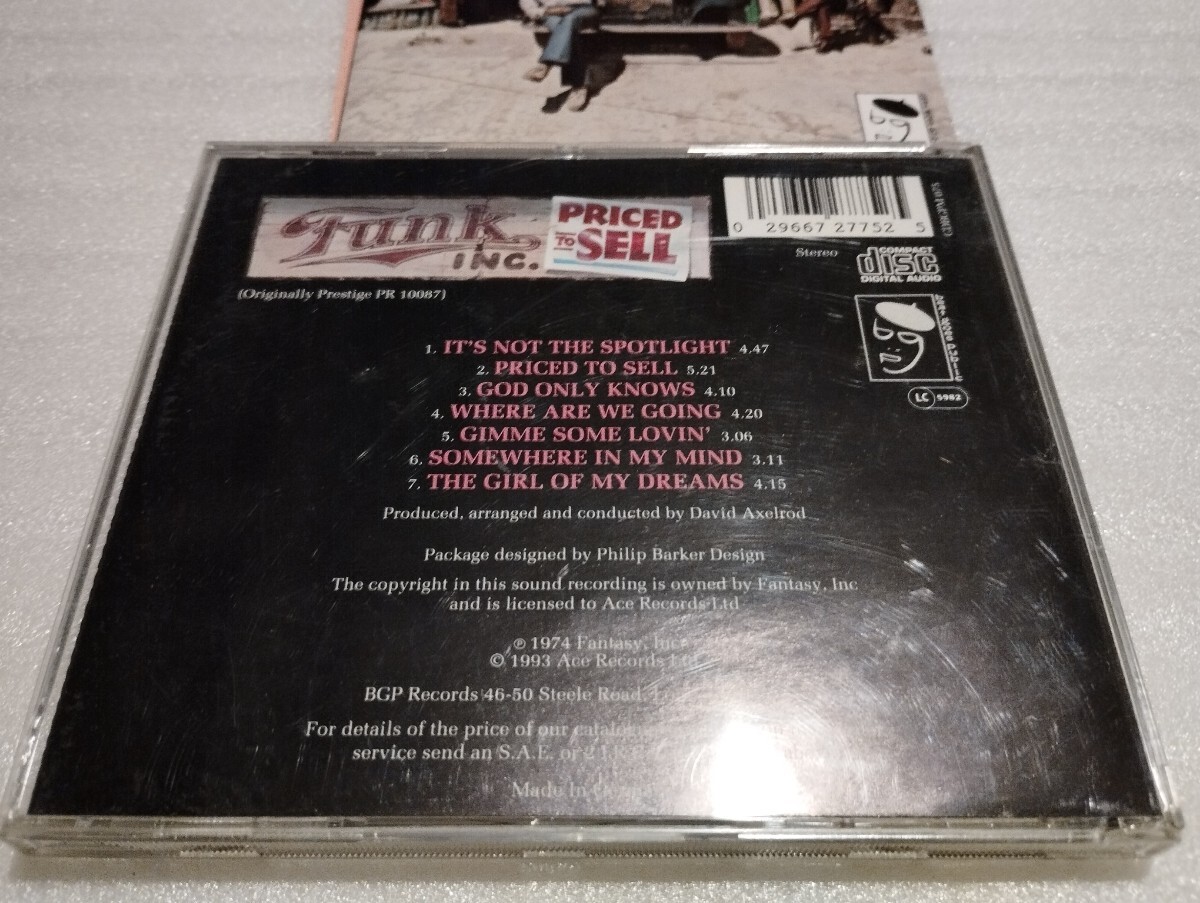 Funk INC.
PRICED TO SELL
0 29667 27752 5
CDBGPM 075
Stereo
COMPACT disc DIGITAL AUDIO
(Originally Prestige PR 10087)
LC 5982
1. IT'S NOT THE SPOTLIGHT 4.47
2. PRICED TO SELL 5.21
3. GOD ONLY KNOWS 4.10
4. WHERE ARE WE GOING 4.20
5. GIMME SOME LOVIN' 3.06
6. SOMEWHERE IN MY MIND 3.11
7. THE GIRL OF MY DREAMS 4.15
Produced, arranged and conducted by David Axelrod
Package designed by Philip Barker Design
The copyright in this sound recording is owned by Fantasy, Inc
and is licensed to Ace Records Ltd
℗ 1974 Fantasy, Inc
© 1993 Ace Records Ltd
BGP Records 46-50 Steele Road,
For details of the price of our
service send an S.A.E. or 2
Made In